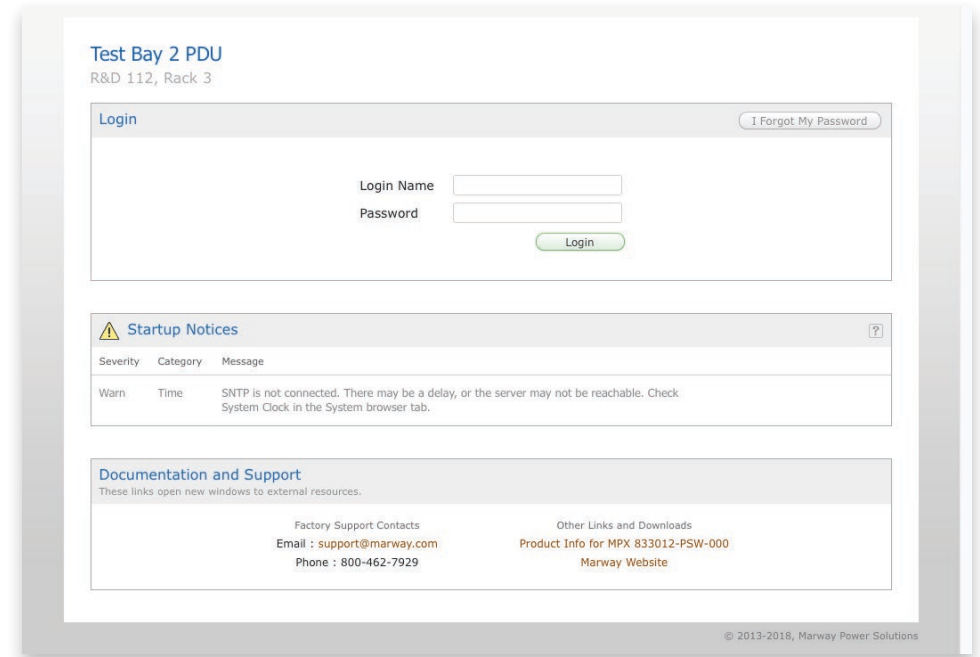 Test Bay 2 PDU
R&D 112, Rack 3
Login
I Forgot My Password
Login Name
Password
Login
Startup Notices
?
Severity Category Message
Warn Time SNTP is not connected. There may be a delay, or the server may not be reachable. Check
System Clock in the System browser tab.
Documentation and Support
These links open new windows to external resources.
Factory Support Contacts
Email : support@marway.com
Phone : 800-462-7929
Other Links and Downloads
Product Info for MPX 833012-PSW-000
Marway Website
© 2013-2018, Marway Power Solutions